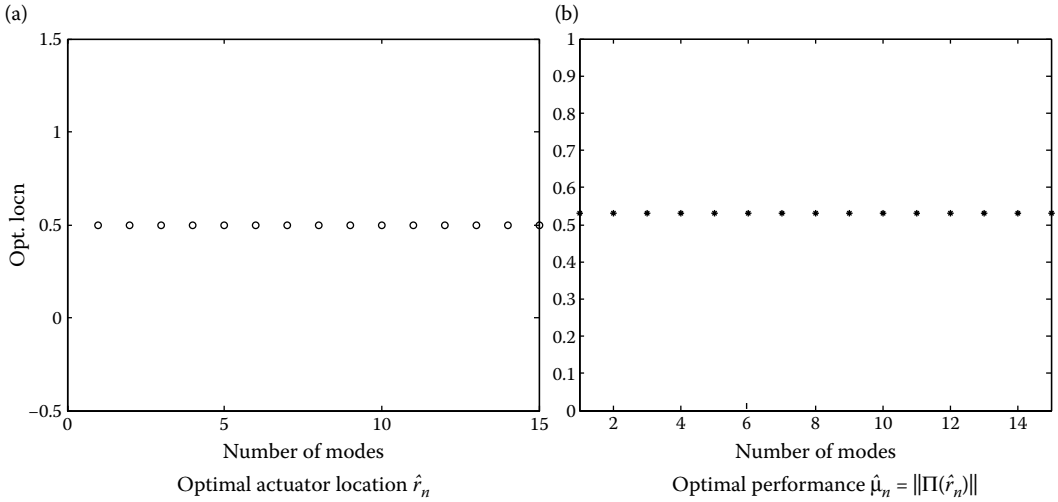 (a)
1.5
1
0.5
0
−0.5
Opt. locn
0 5 10 15
Number of modes
Optimal actuator location r̂ₙ
(b)
1
0.9
0.8
0.7
0.6
0.5
0.4
0.3
0.2
0.1
0
2 4 6 8 10 12 14
Number of modes
Optimal performance μ̂ₙ = ||Π(r̂ₙ)||